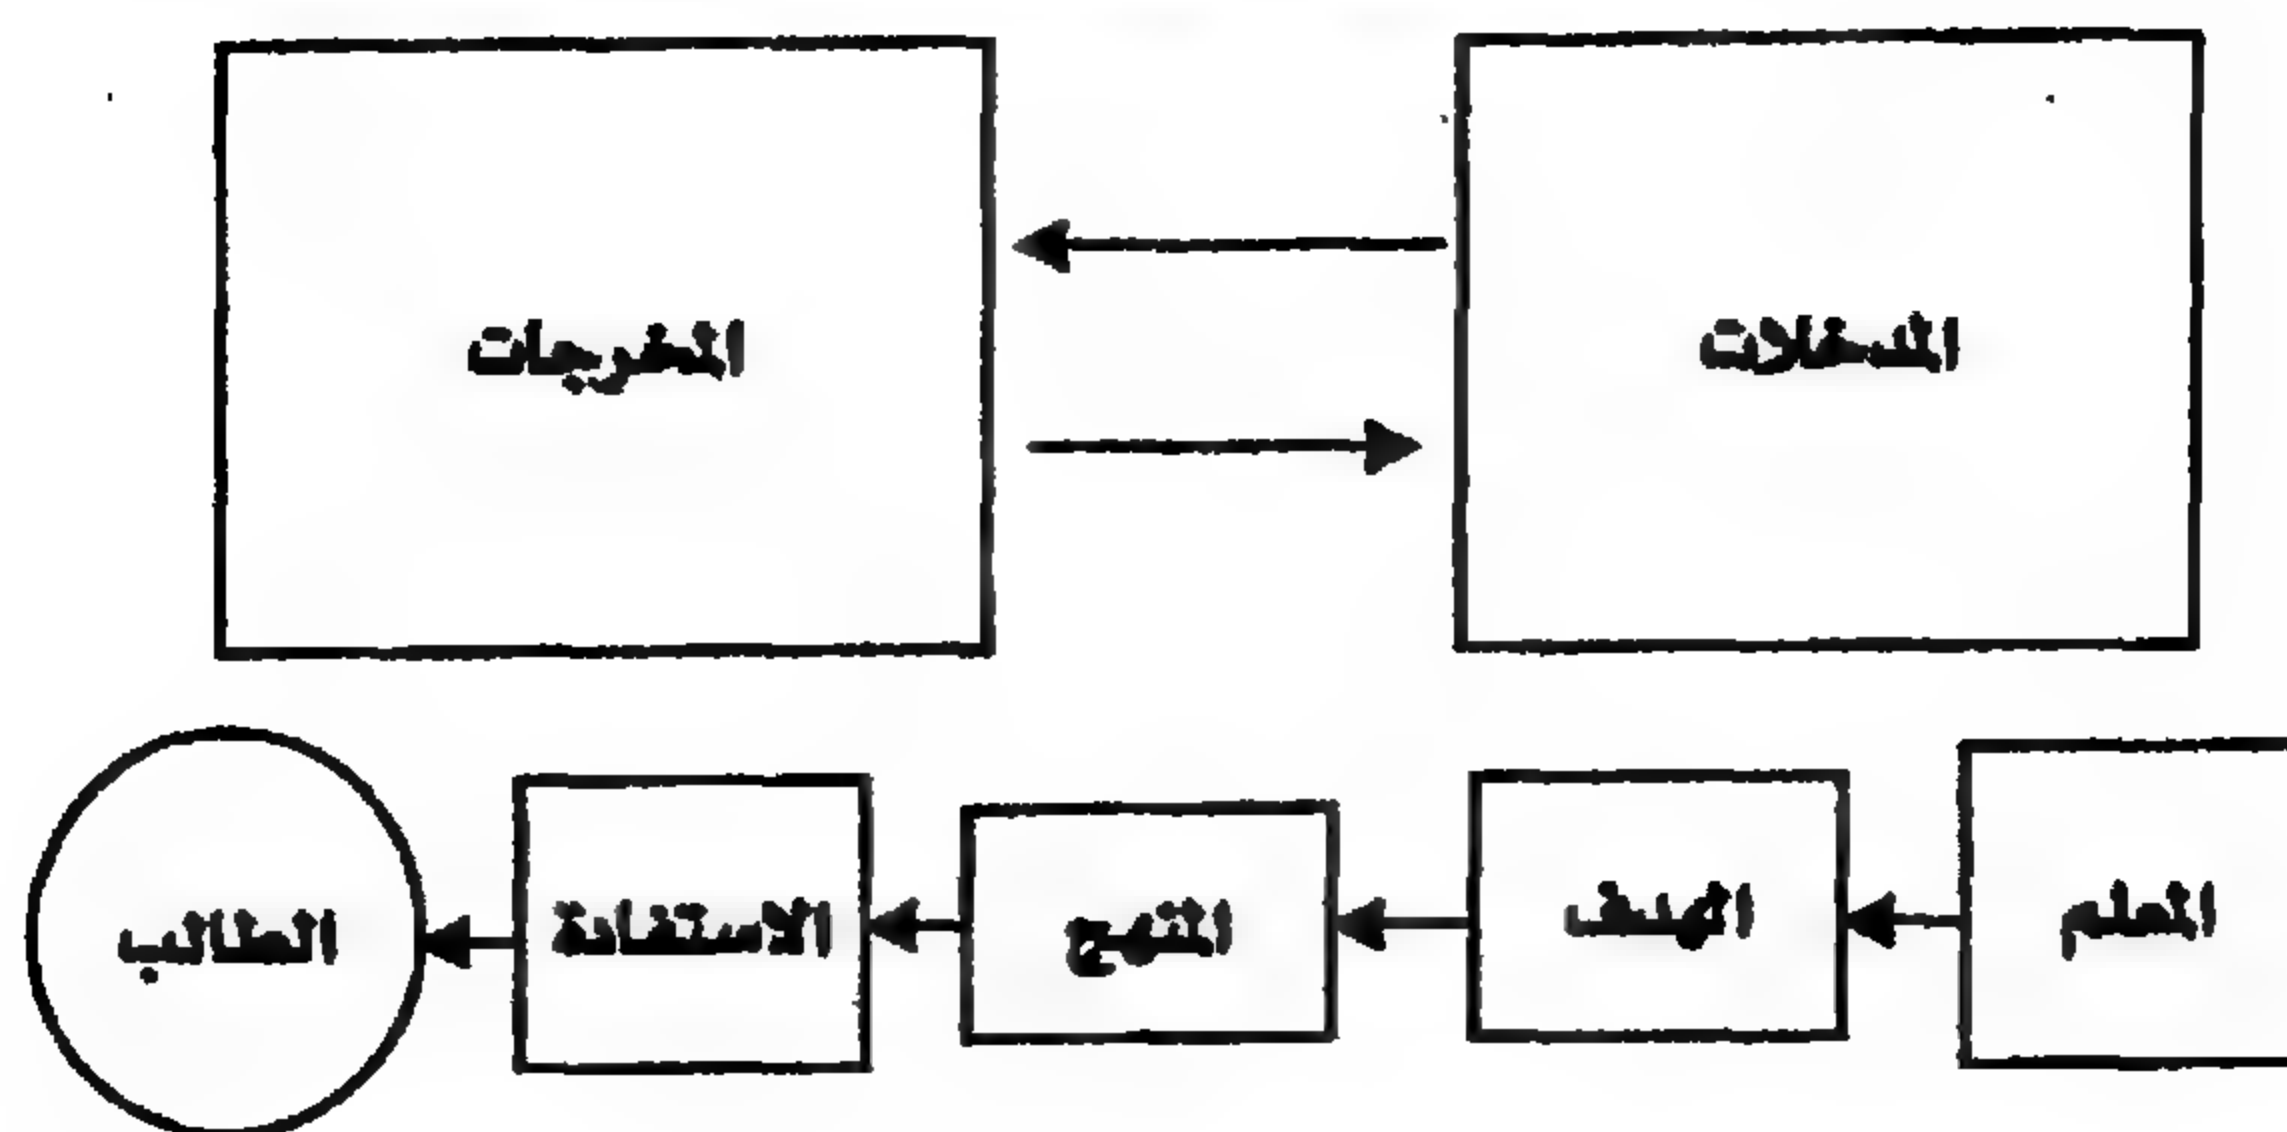 المدخلات
المخرجات
المعلم
الهدف
المنهج
الاستفادة
الطالب